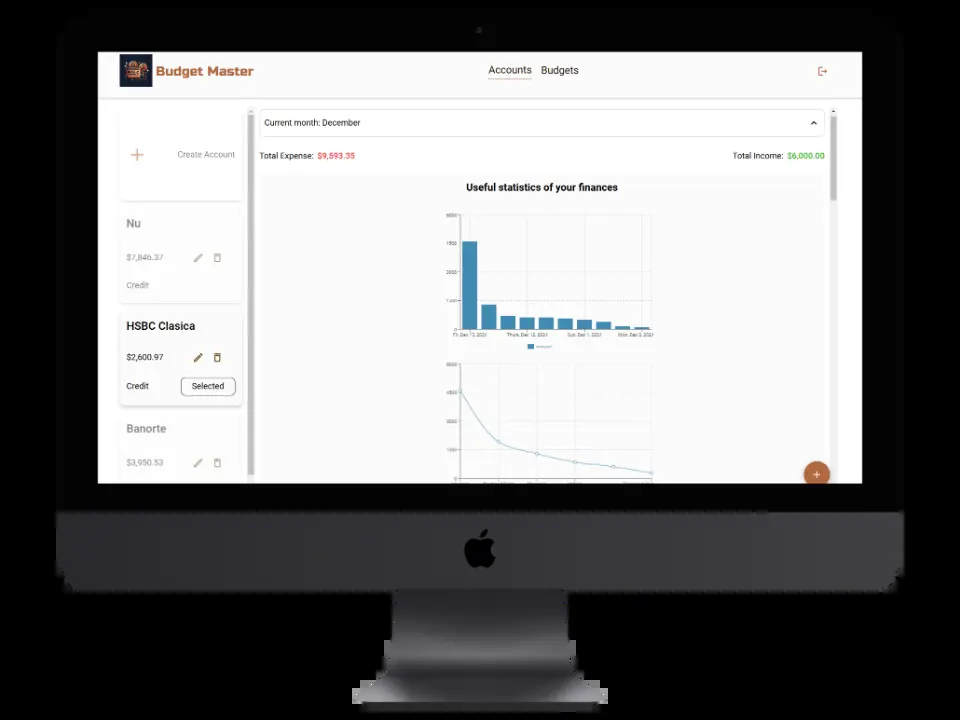 Budget Master
Accounts Budgets
Create Account
Nu
$7,846.37
Credit
HSBC Clasica
$2,600.97
Credit Selected
Banorte
$3,950.53
Current month: December
Total Expense: $9,593.35 Total Income: $6,000.00
Useful statistics of your finances